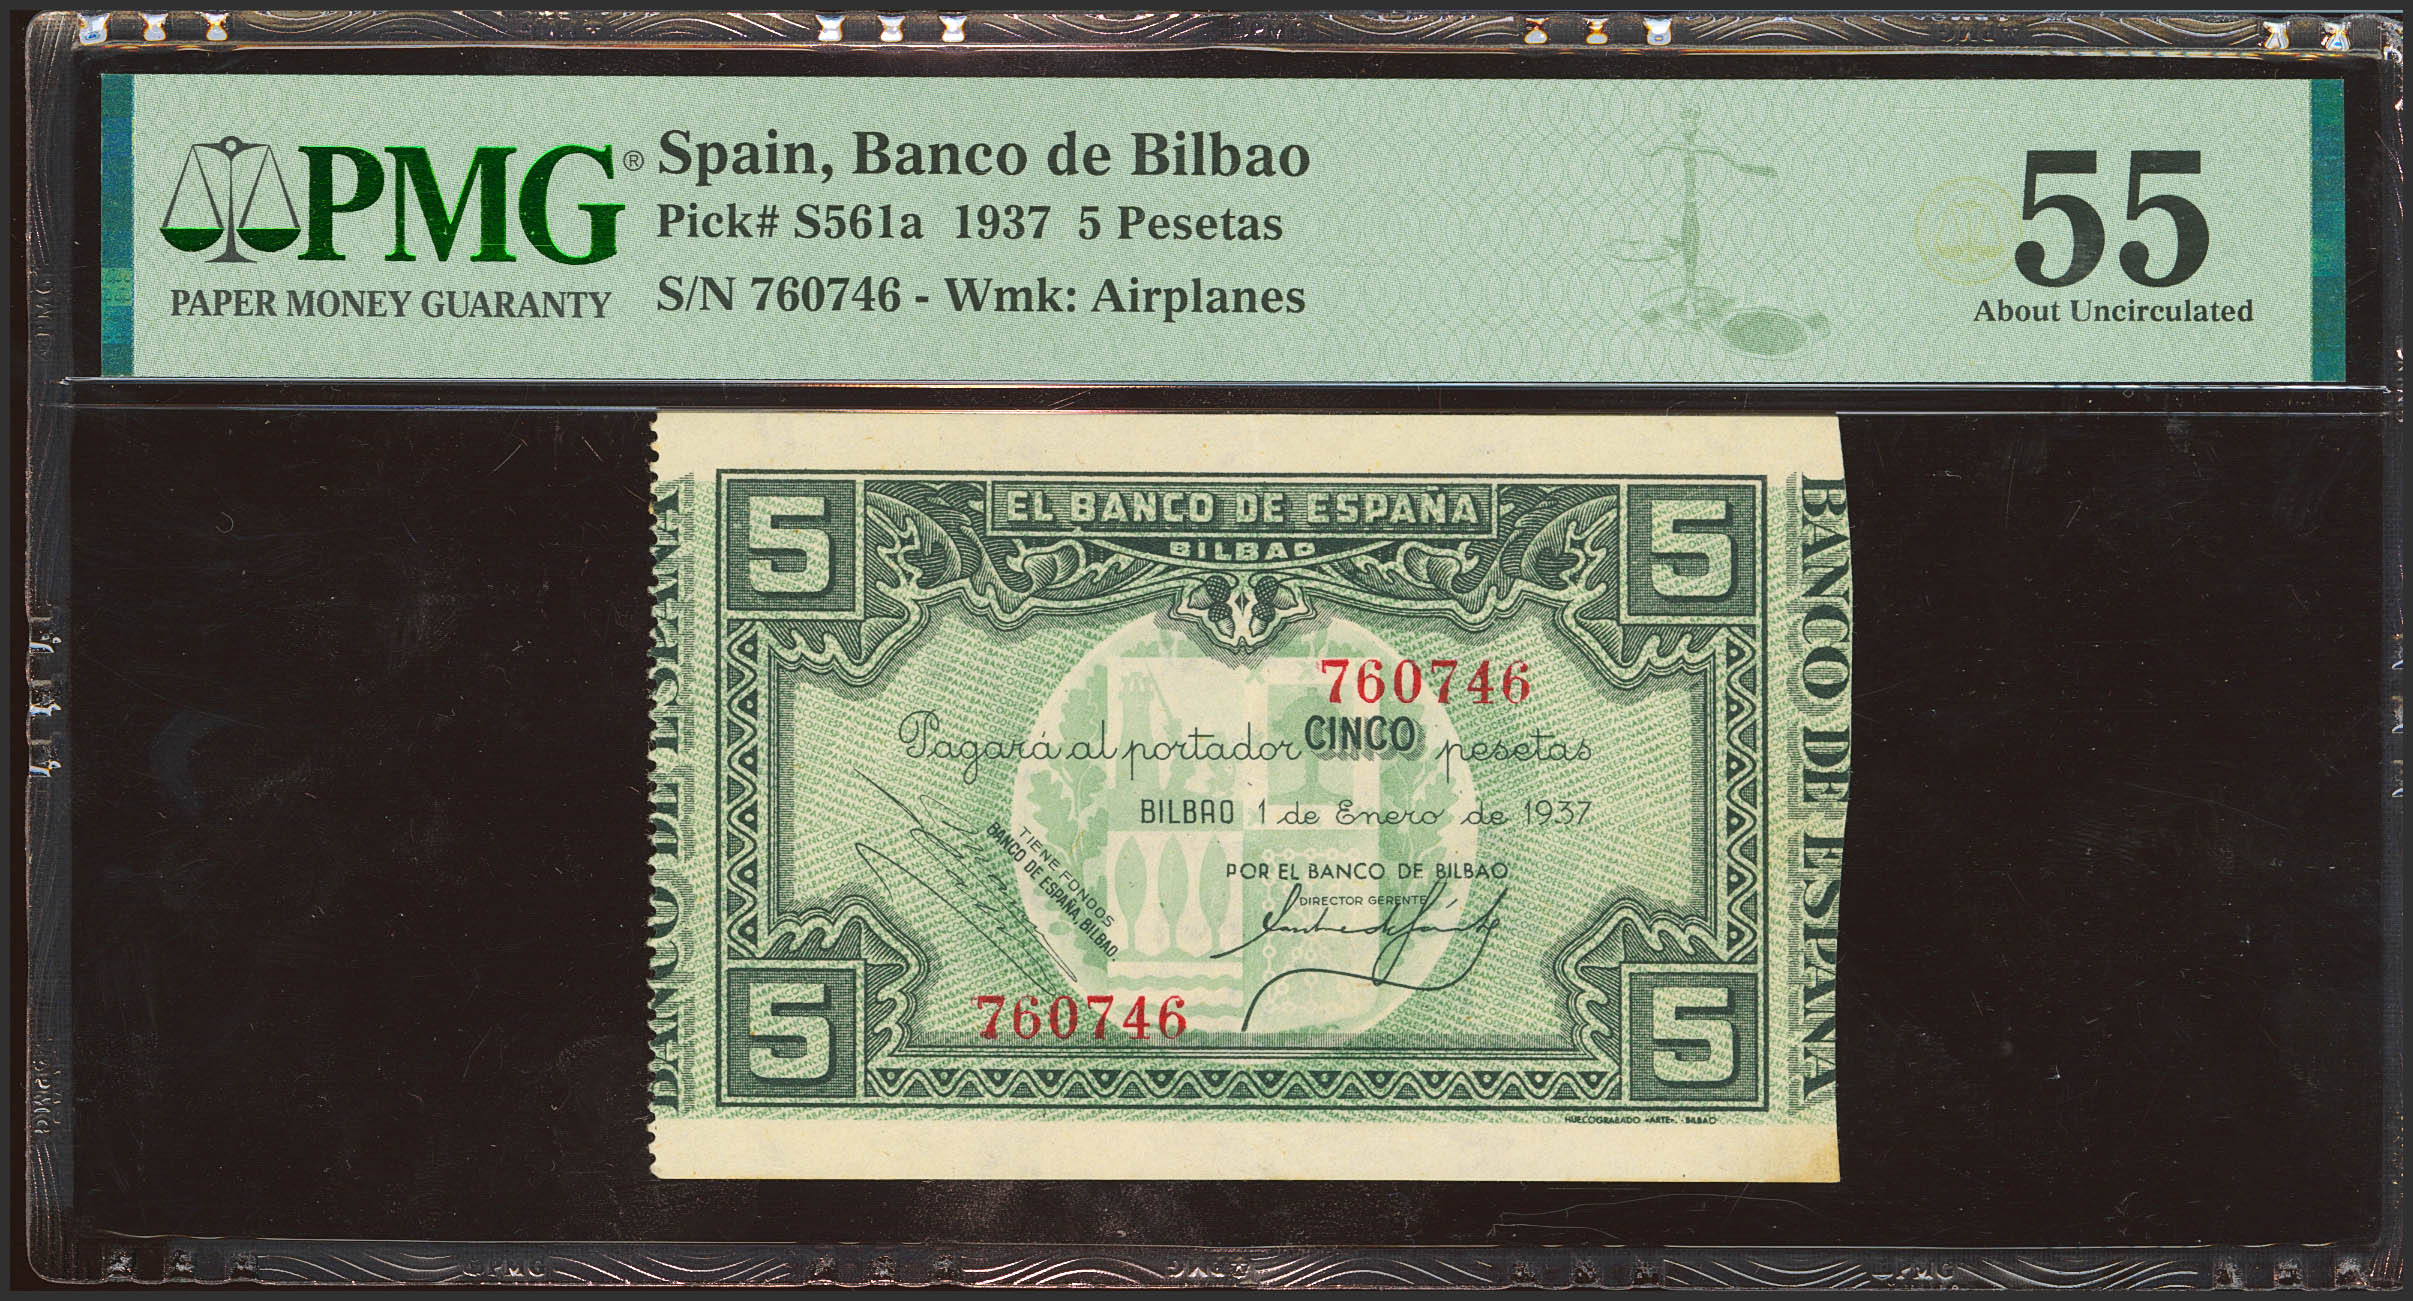 PMG®
PAPER MONEY GUARANTY
Spain, Banco de Bilbao
Pick# S561a 1937 5 Pesetas
S/N 760746 - Wmk: Airplanes
55
About Uncirculated
5
EL BANCO DE ESPAÑA
BILBAO
5
BANCO DE ESPAÑA
BANCO DE ESPAÑA
760746
Pagará al portador CINCO pesetas
BILBAO 1 de Enero de 1937
TIENE FONDOS
BANCO DE ESPAÑA, BILBAO.
POR EL BANCO DE BILBAO
DIRECTOR GERENTE
760746
5
5
HUECOGRABADO «ARTE». - BILBAO